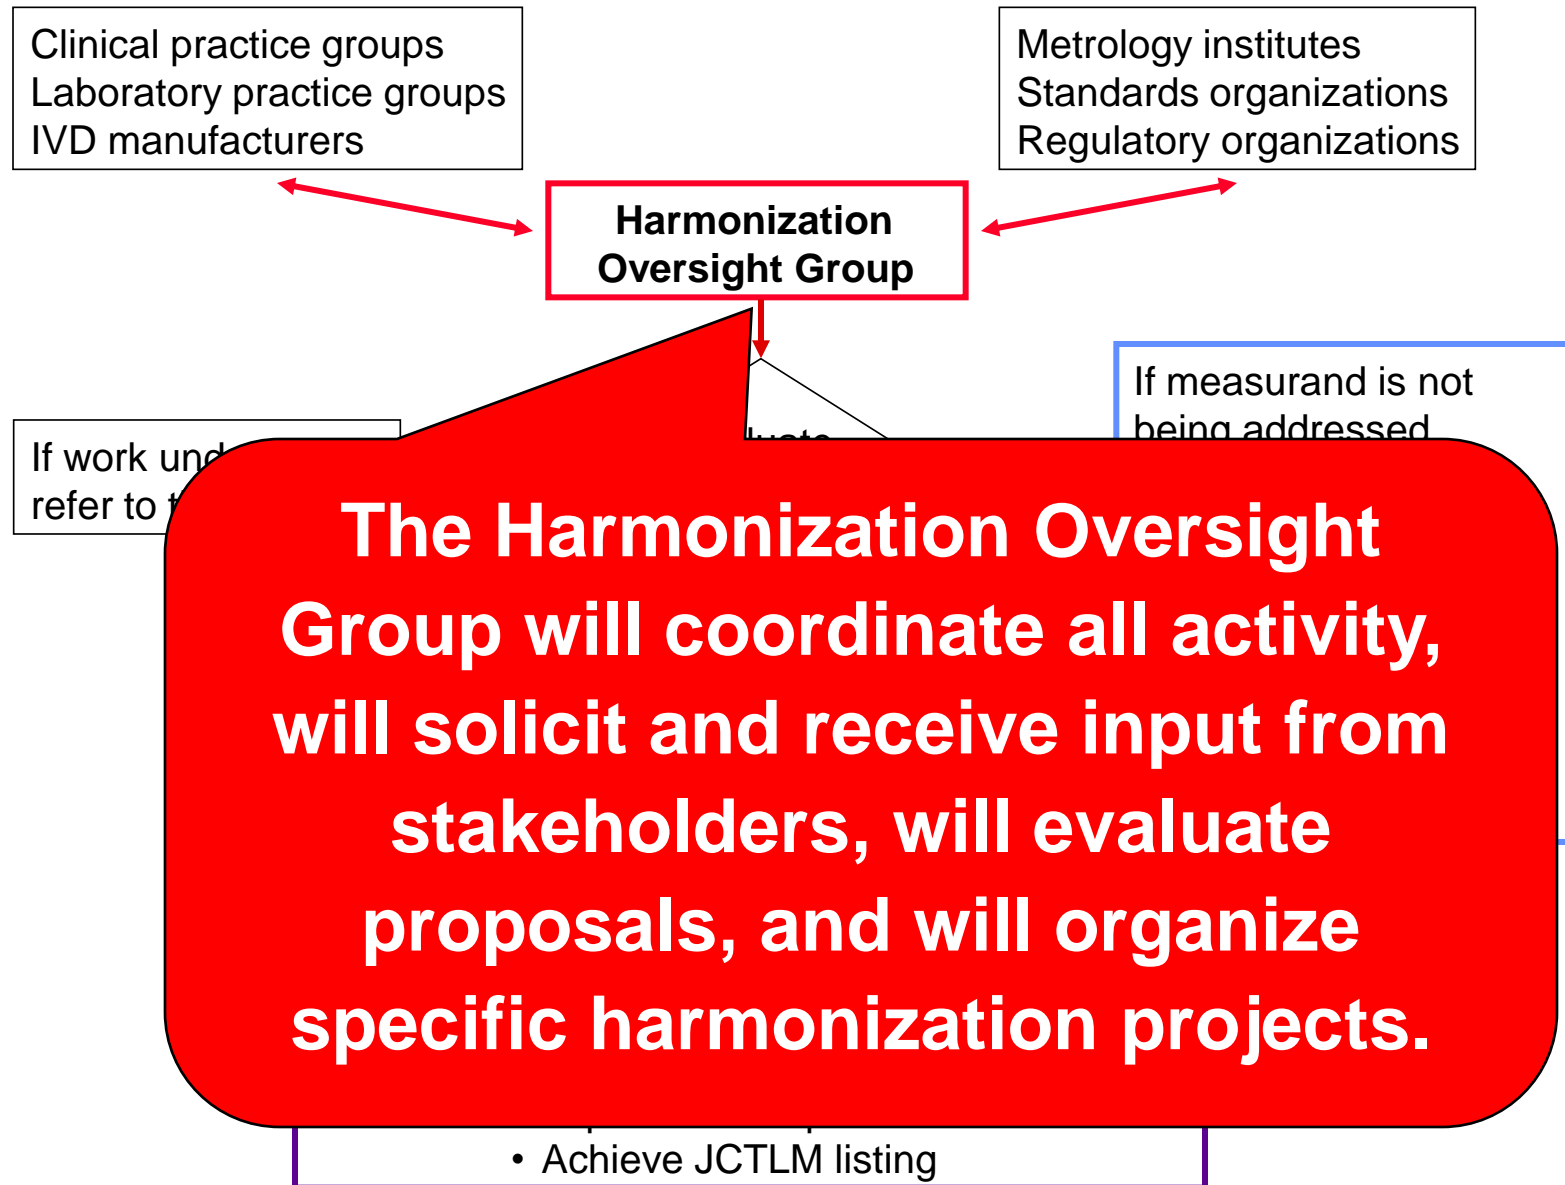 Clinical practice groups
Laboratory practice groups
IVD manufacturers
Metrology institutes
Standards organizations
Regulatory organizations
Harmonization
Oversight Group
If measurand is not
being addressed
If work
refer to
The Harmonization Oversight
Group will coordinate all activity,
will solicit and receive input from
stakeholders, will evaluate
proposals, and will organize
specific harmonization projects.
• Achieve JCTLM listing